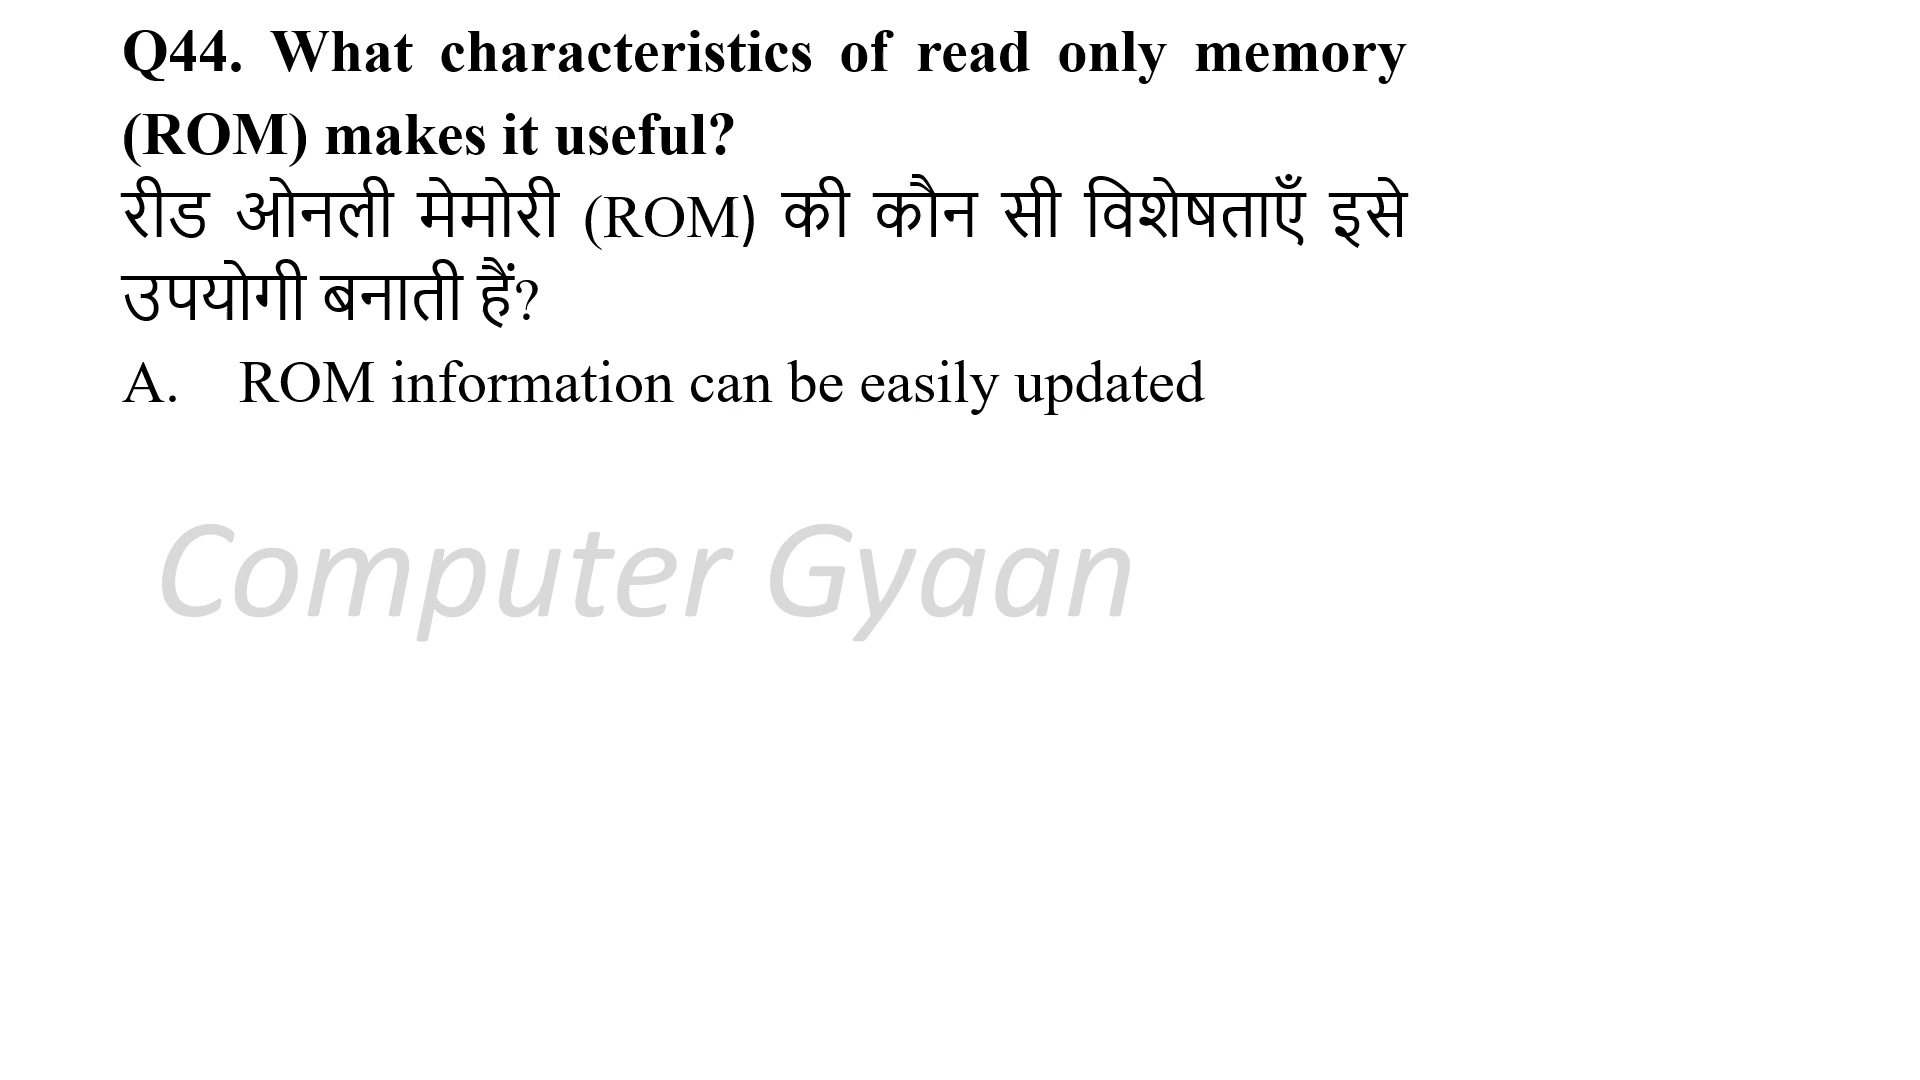 Q44. What characteristics of read only memory
(ROM) makes it useful?
रीड ओनली मेमोरी (ROM) की कौन सी विशेषताएँ इसे
उपयोगी बनाती हैं?
A. ROM information can be easily updated
Computer Gyaan